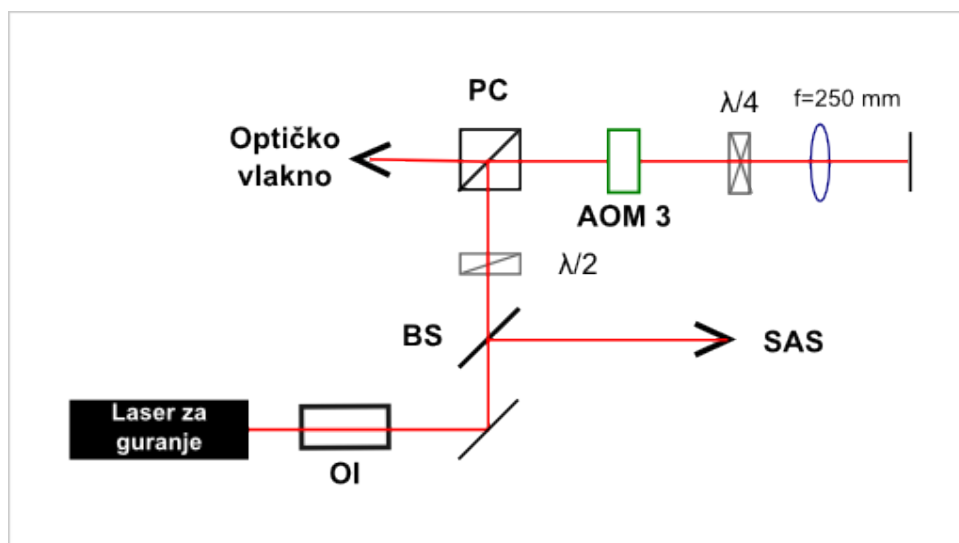 PC
λ/4
f=250 mm
Optičko
vlakno
AOM 3
λ/2
BS
SAS
Laser za
guranje
OI